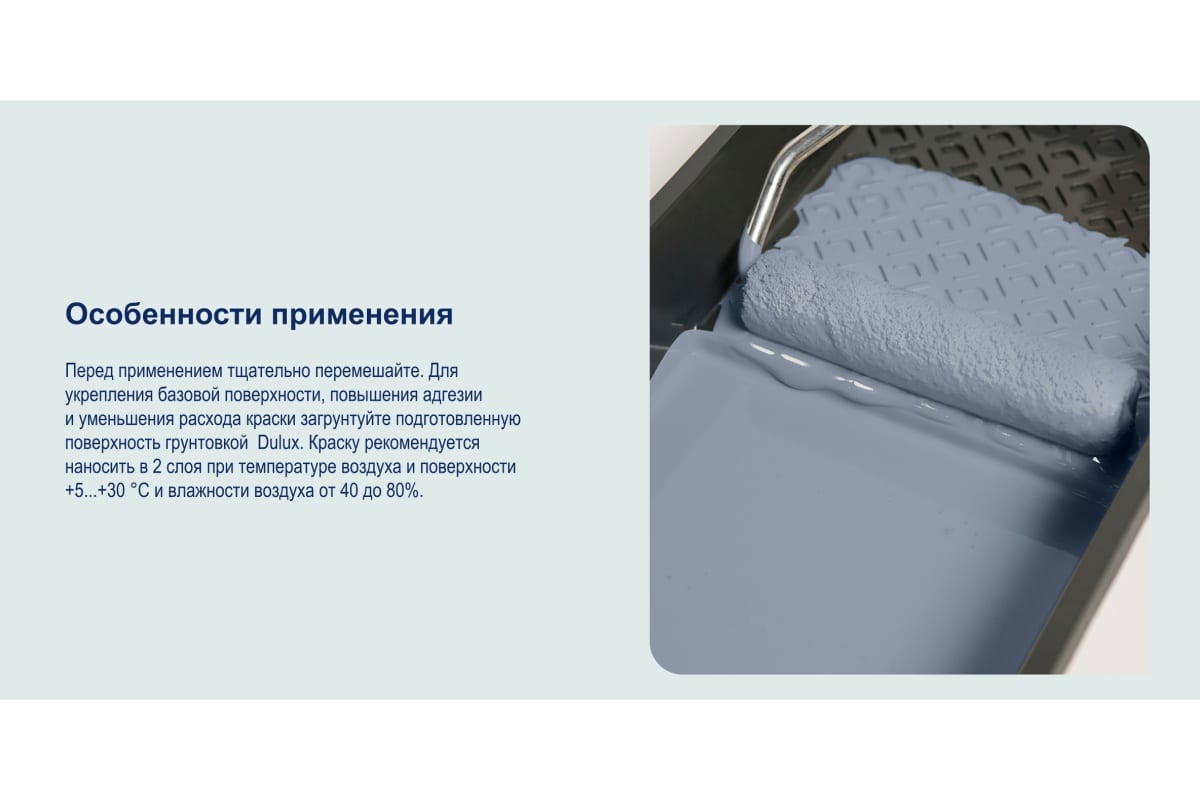 Особенности применения
Перед применением тщательно перемешайте. Для
укрепления базовой поверхности, повышения адгезии
и уменьшения расхода краски загрунтуйте подготовленную
поверхность грунтовкой  Dulux. Краску рекомендуется
наносить в 2 слоя при температуре воздуха и поверхности
+5...+30 °C и влажности воздуха от 40 до 80%.